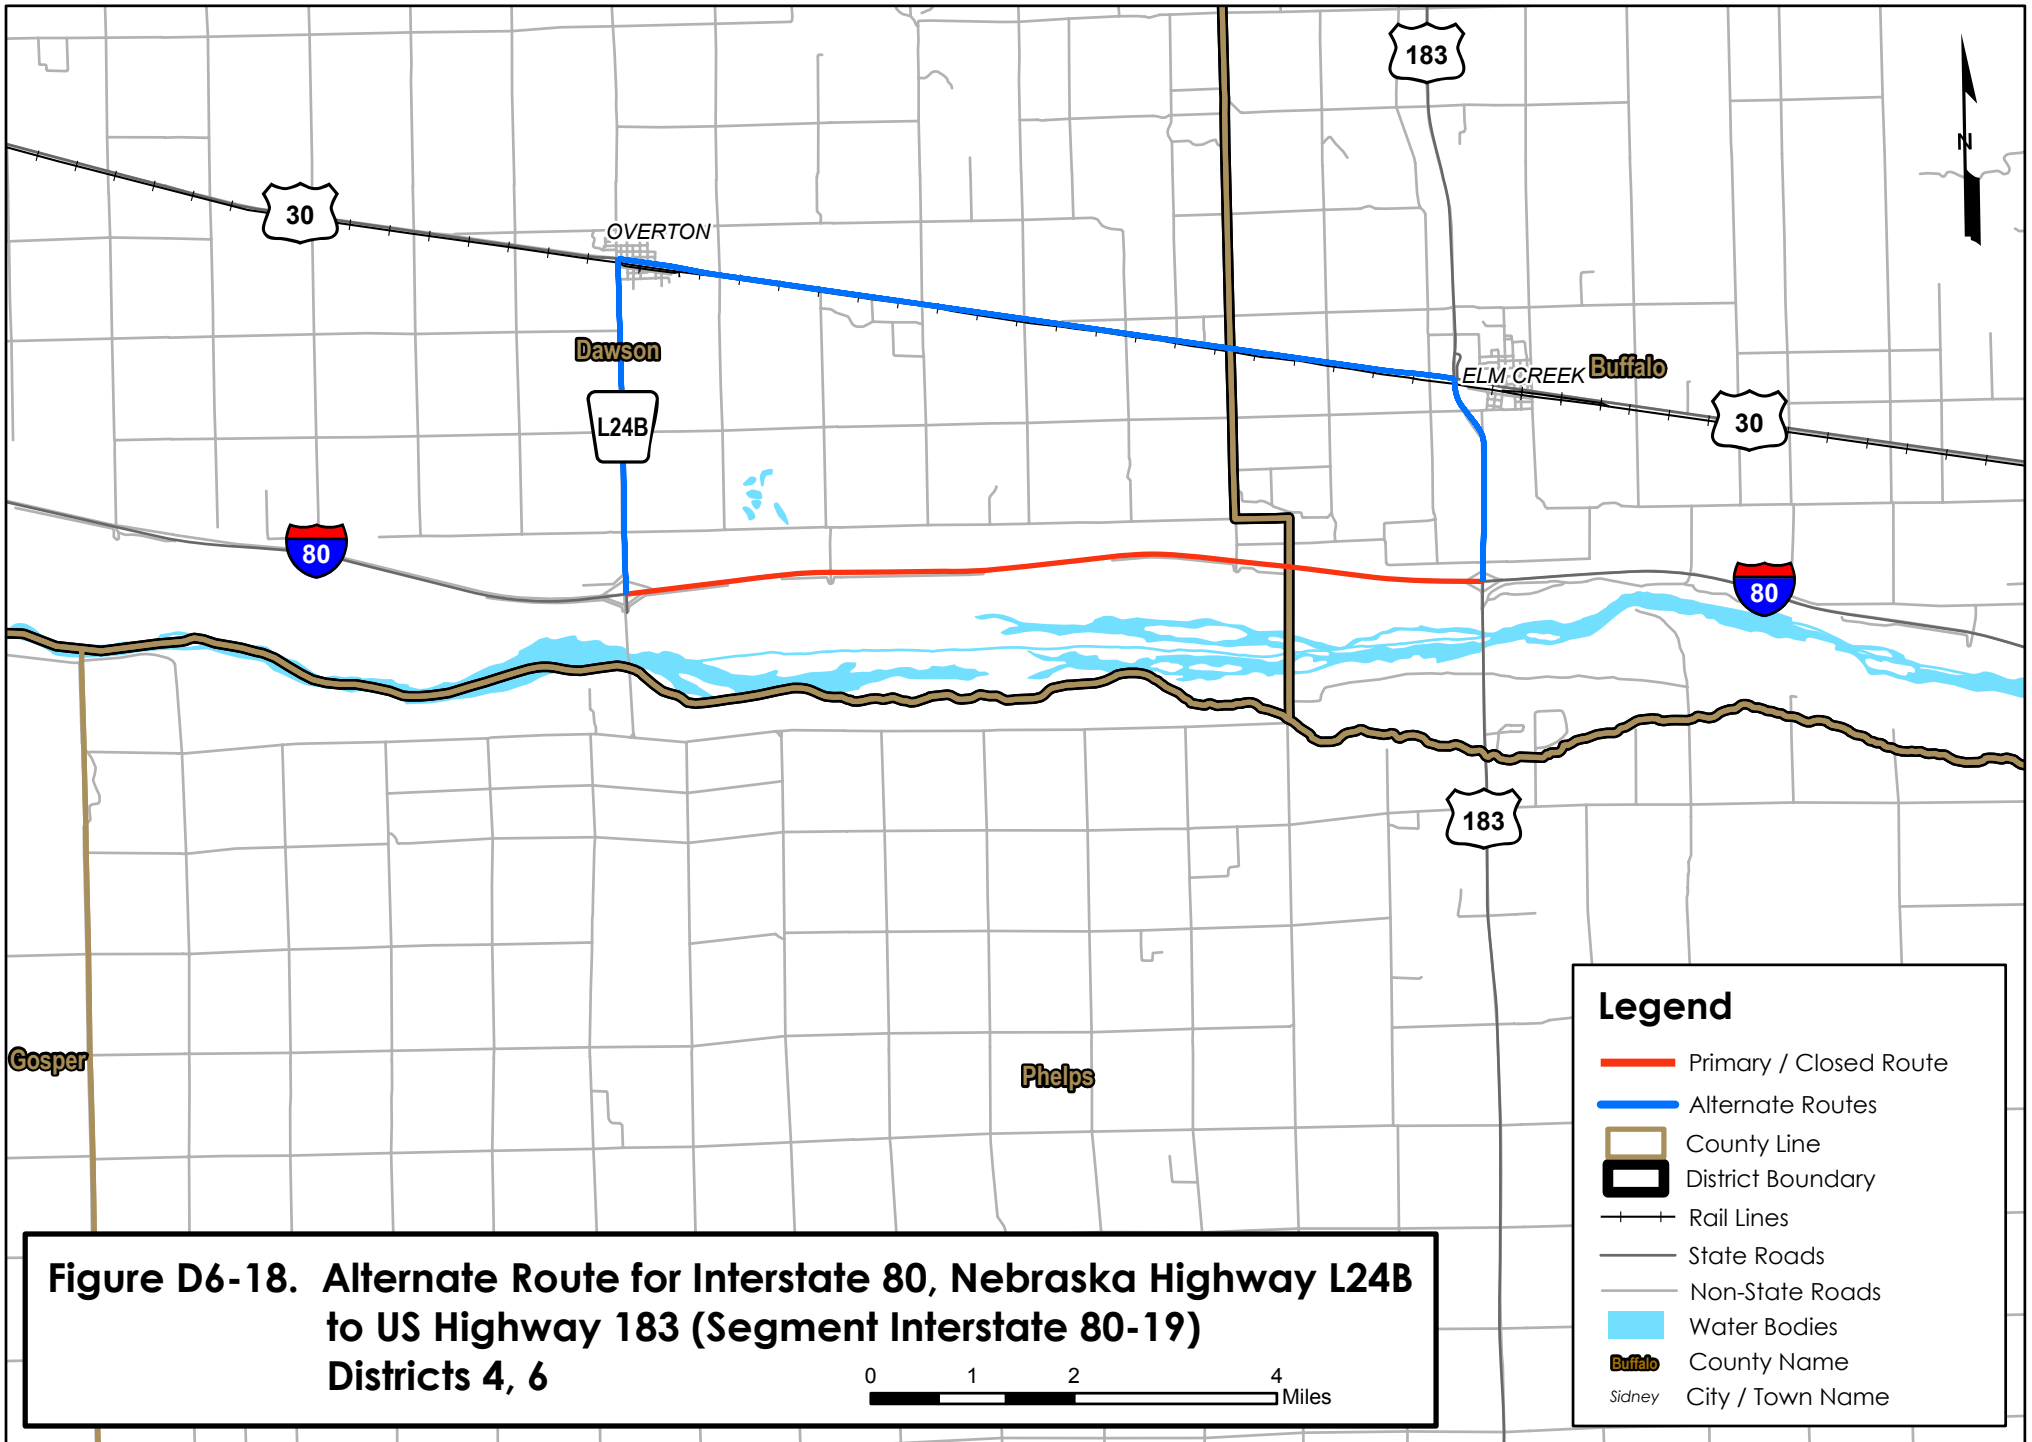 183
N
30
OVERTON
Dawson
ELM CREEK
Buffalo
L24B
30
80
80
183
Gosper
Phelps
Legend
Primary / Closed Route
Alternate Routes
County Line
District Boundary
Rail Lines
State Roads
Non-State Roads
Water Bodies
Buffalo County Name
Sidney City / Town Name
Figure D6-18. Alternate Route for Interstate 80, Nebraska Highway L24B
to US Highway 183 (Segment Interstate 80-19)
Districts 4, 6
0 1 2 4
Miles